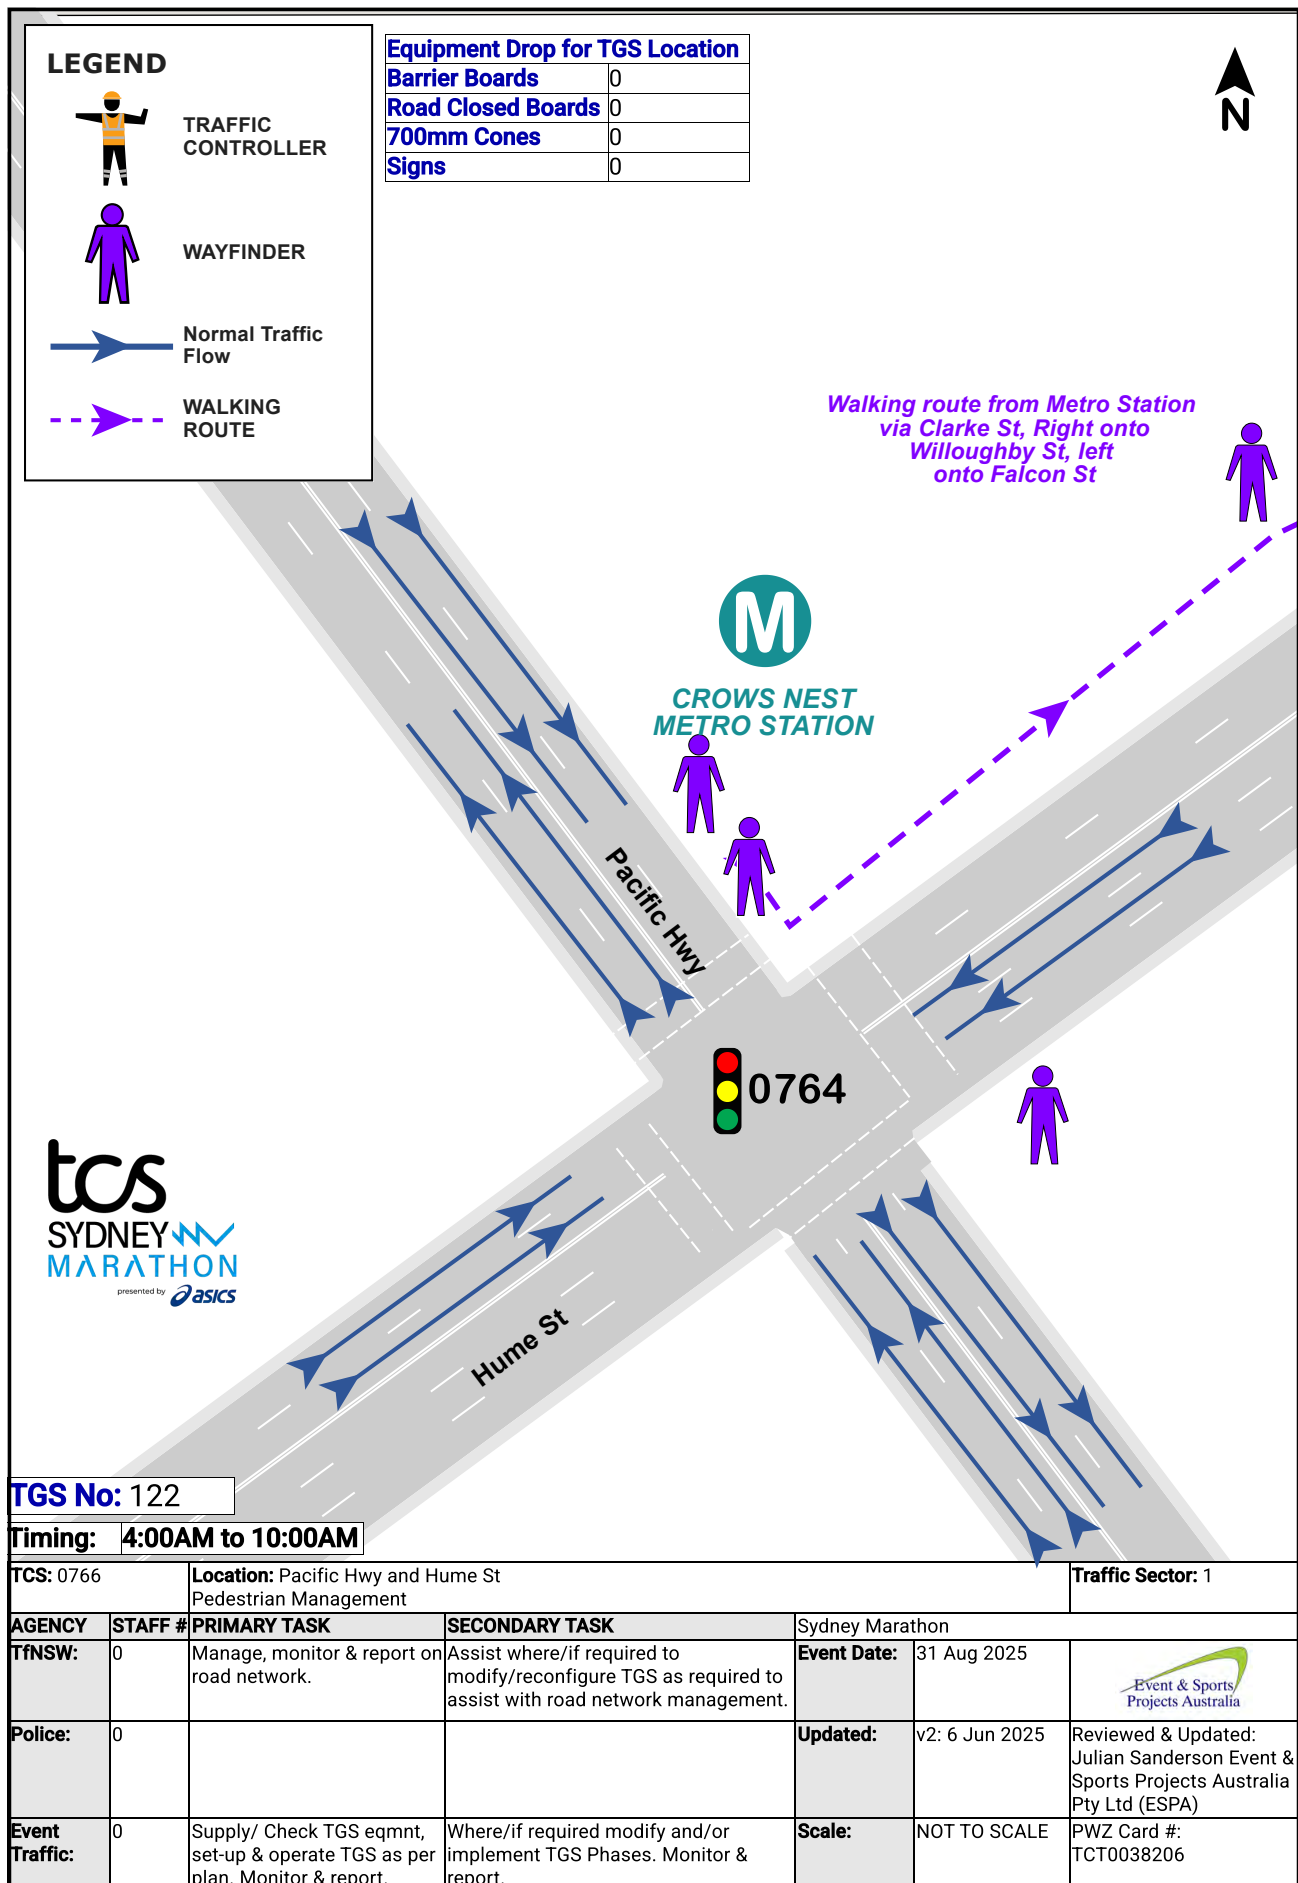 LEGEND
TRAFFIC
CONTROLLER
WAYFINDER
Normal Traffic
Flow
WALKING
ROUTE
Equipment Drop for TGS Location
Barrier Boards 0
Road Closed Boards 0
700mm Cones 0
Signs 0
N
Walking route from Metro Station
via Clarke St, Right onto
Willoughby St, left
onto Falcon St
M
CROWS NEST
METRO STATION
Pacific Hwy
0764
Hume St
tcs
SYDNEY
MARATHON
presented by asics
TGS No: 122
Timing: 4:00AM to 10:00AM
TCS: 0766
Location: Pacific Hwy and Hume St
Pedestrian Management
Traffic Sector: 1
AGENCY STAFF # PRIMARY TASK SECONDARY TASK Sydney Marathon
TfNSW: 0
Manage, monitor & report on
road network.
Assist where/if required to
modify/reconfigure TGS as required to
assist with road network management.
Event Date: 31 Aug 2025
Event & Sports
Projects Australia
Police: 0
Updated: v2: 6 Jun 2025
Reviewed & Updated:
Julian Sanderson Event &
Sports Projects Australia
Pty Ltd (ESPA)
Event
Traffic:
0
Supply/ Check TGS eqmnt,
set-up & operate TGS as per
plan. Monitor & report.
Where/if required modify and/or
implement TGS Phases. Monitor &
report.
Scale: NOT TO SCALE
PWZ Card #:
TCT0038206